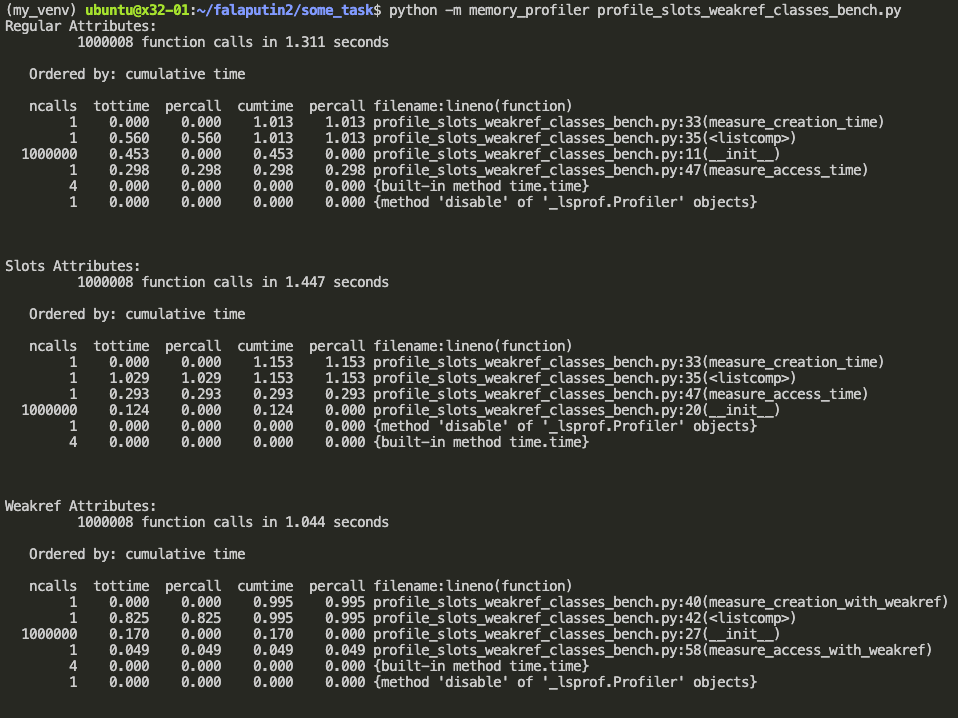 (my_venv) ubuntu@x32-01:~/falaputin2/some_task$ python -m memory_profiler profile_slots_weakref_classes_bench.py
Regular Attributes:
         1000008 function calls in 1.311 seconds
   Ordered by: cumulative time
   ncalls  tottime  percall  cumtime  percall filename:lineno(function)
        1    0.000    0.000    1.013    1.013 profile_slots_weakref_classes_bench.py:33(measure_creation_time)
        1    0.560    0.560    1.013    1.013 profile_slots_weakref_classes_bench.py:35(<listcomp>)
  1000000    0.453    0.000    0.453    0.000 profile_slots_weakref_classes_bench.py:11(__init__)
        1    0.298    0.298    0.298    0.298 profile_slots_weakref_classes_bench.py:47(measure_access_time)
        4    0.000    0.000    0.000    0.000 {built-in method time.time}
        1    0.000    0.000    0.000    0.000 {method 'disable' of '_lsprof.Profiler' objects}
Slots Attributes:
         1000008 function calls in 1.447 seconds
   Ordered by: cumulative time
   ncalls  tottime  percall  cumtime  percall filename:lineno(function)
        1    0.000    0.000    1.153    1.153 profile_slots_weakref_classes_bench.py:33(measure_creation_time)
        1    1.029    1.029    1.153    1.153 profile_slots_weakref_classes_bench.py:35(<listcomp>)
        1    0.293    0.293    0.293    0.293 profile_slots_weakref_classes_bench.py:47(measure_access_time)
  1000000    0.124    0.000    0.124    0.000 profile_slots_weakref_classes_bench.py:20(__init__)
        1    0.000    0.000    0.000    0.000 {method 'disable' of '_lsprof.Profiler' objects}
        4    0.000    0.000    0.000    0.000 {built-in method time.time}
Weakref Attributes:
         1000008 function calls in 1.044 seconds
   Ordered by: cumulative time
   ncalls  tottime  percall  cumtime  percall filename:lineno(function)
        1    0.000    0.000    0.995    0.995 profile_slots_weakref_classes_bench.py:40(measure_creation_with_weakref)
        1    0.825    0.825    0.995    0.995 profile_slots_weakref_classes_bench.py:42(<listcomp>)
  1000000    0.170    0.000    0.170    0.000 profile_slots_weakref_classes_bench.py:27(__init__)
        1    0.049    0.049    0.049    0.049 profile_slots_weakref_classes_bench.py:58(measure_access_with_weakref)
        4    0.000    0.000    0.000    0.000 {built-in method time.time}
        1    0.000    0.000    0.000    0.000 {method 'disable' of '_lsprof.Profiler' objects}